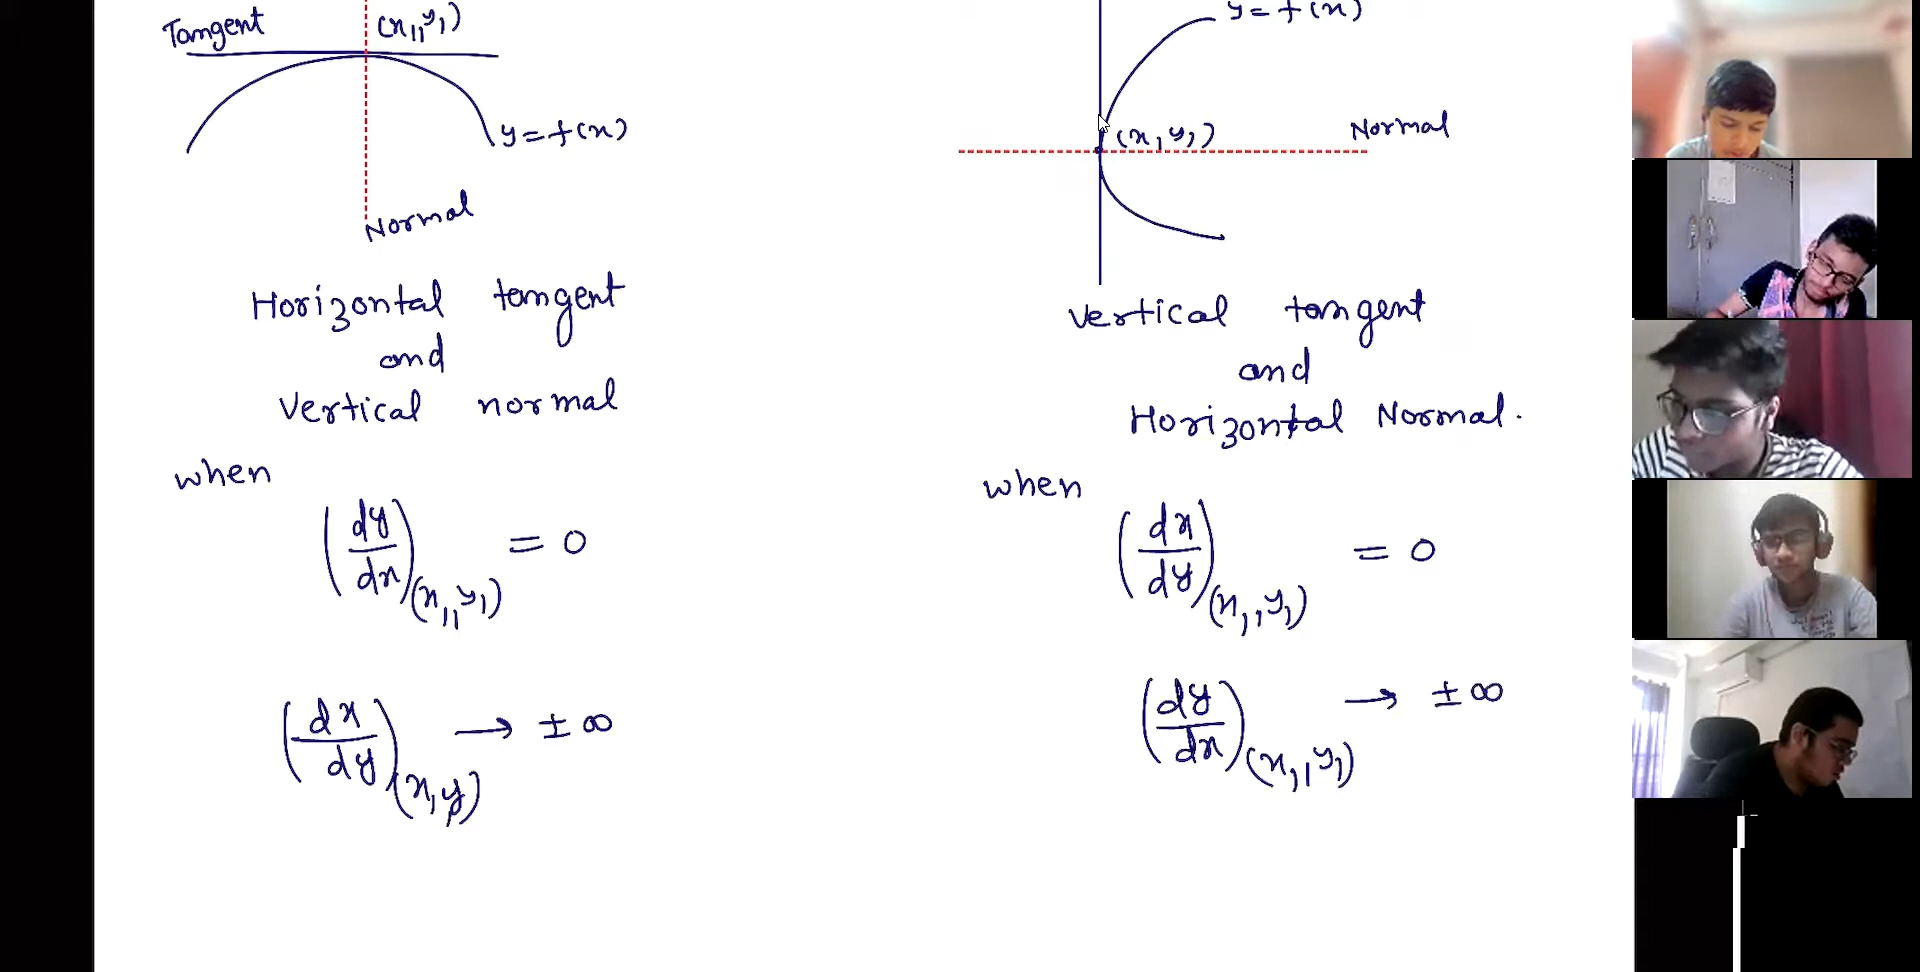 Tangent (x₁, y₁)
y = f(x)
Normal
Horizontal tangent
and
Vertical normal
when
(dy/dx)(x₁, y₁) = 0
(dx/dy)(x, y) → ± ∞
y = f(x)
(x, y,)
Normal
Vertical tangent
and
Horizontal Normal.
when
(dx/dy)(x₁, y₁) = 0
(dy/dx)(x₁, y₁) → ± ∞